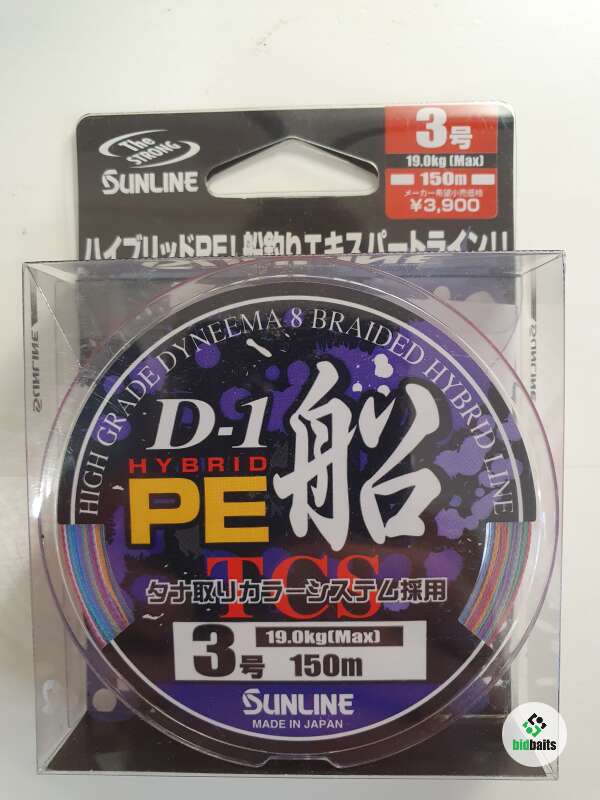 The STRONG
SUNLINE
3号
19.0kg(Max)
150m
メーカー希望小売価格
¥3,900
ハイブリッドPE!船釣りエキスパートライン!!
SUNLINE
HIGH GRADE DYNEEMA 8 BRAIDED HYBRID LINE
D-1
HYBRID
PE船
TCS
タナ取りカラーシステム採用
3号
19.0kg(Max)
150m
SUNLINE
MADE IN JAPAN
SUNLINE
bidbaits